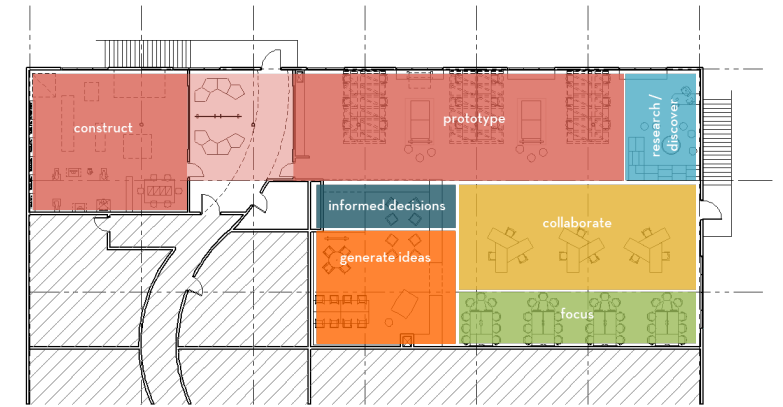 construct
prototype
research /
discover
informed decisions
collaborate
generate ideas
focus